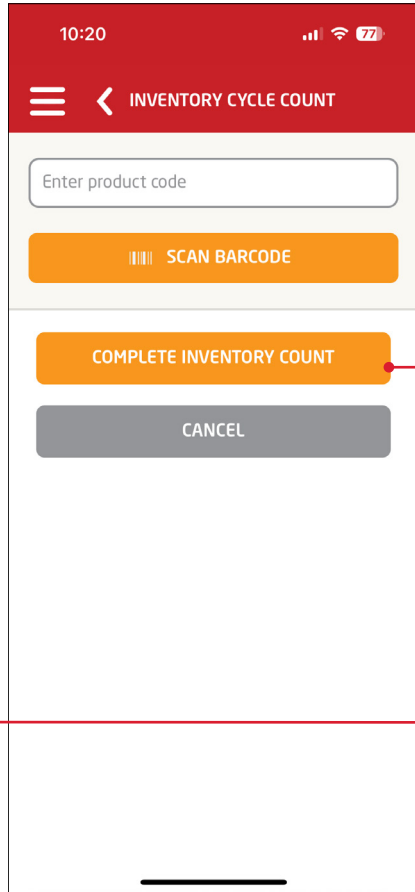 10:20
77
INVENTORY CYCLE COUNT
Enter product code
SCAN BARCODE
COMPLETE INVENTORY COUNT
CANCEL